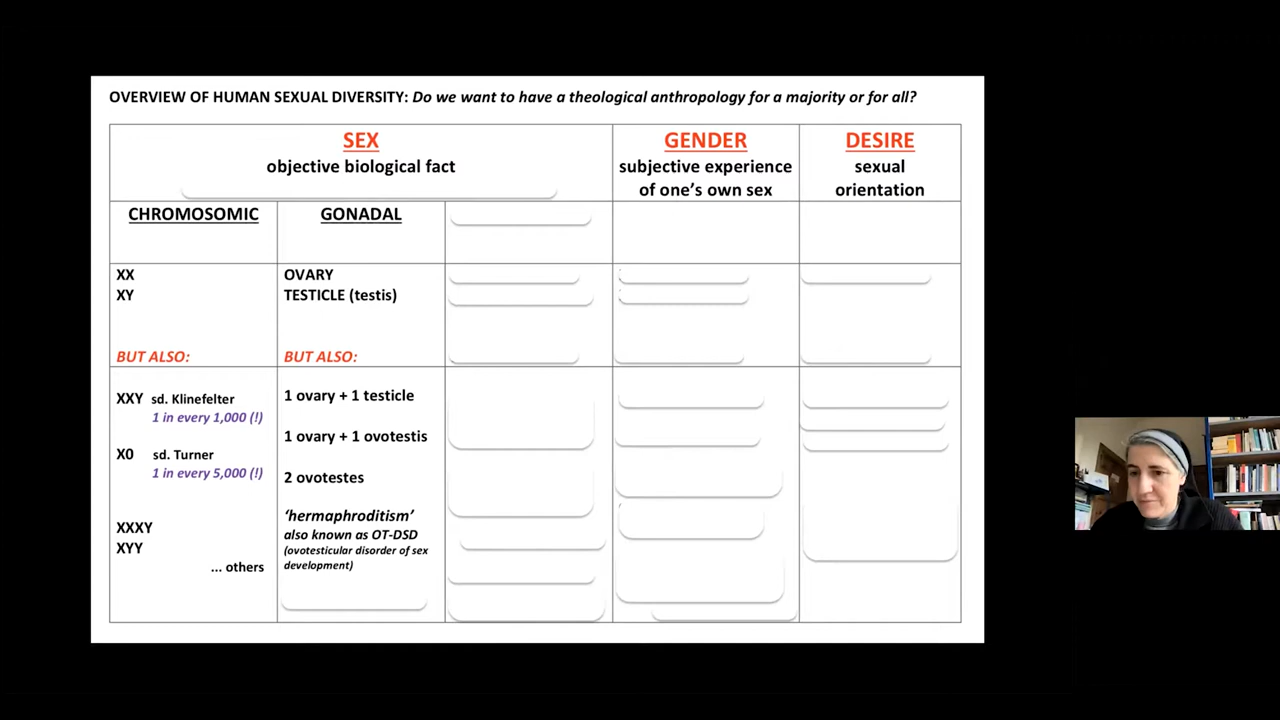 OVERVIEW OF HUMAN SEXUAL DIVERSITY: Do we want to have a theological anthropology for a majority or for all?
SEX
objective biological fact
GENDER
subjective experience
of one's own sex
DESIRE
sexual
orientation
CHROMOSOMIC
GONADAL
XX
XY
BUT ALSO:
OVARY
TESTICLE (testis)
BUT ALSO:
XXY sd. Klinefelter
1 in every 1,000 (!)
X0 sd. Turner
1 in every 5,000 (!)
XXXY
XYY
... others
1 ovary + 1 testicle
1 ovary + 1 ovotestis
2 ovotestes
‘hermaphroditism’
also known as OT-DSD
(ovotesticular disorder of sex
development)